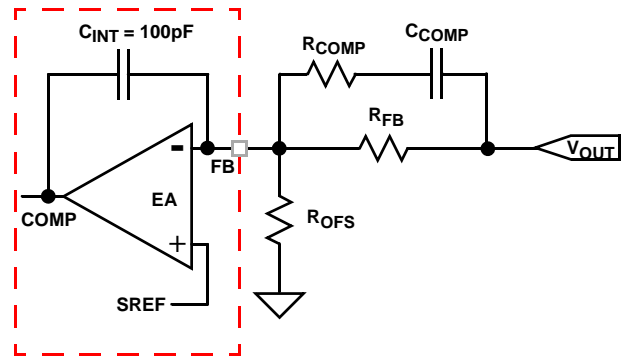 CINT = 100pF
RCOMP
CCOMP
RFB
VOUT
-
FB
EA
COMP
ROFS
+
SREF